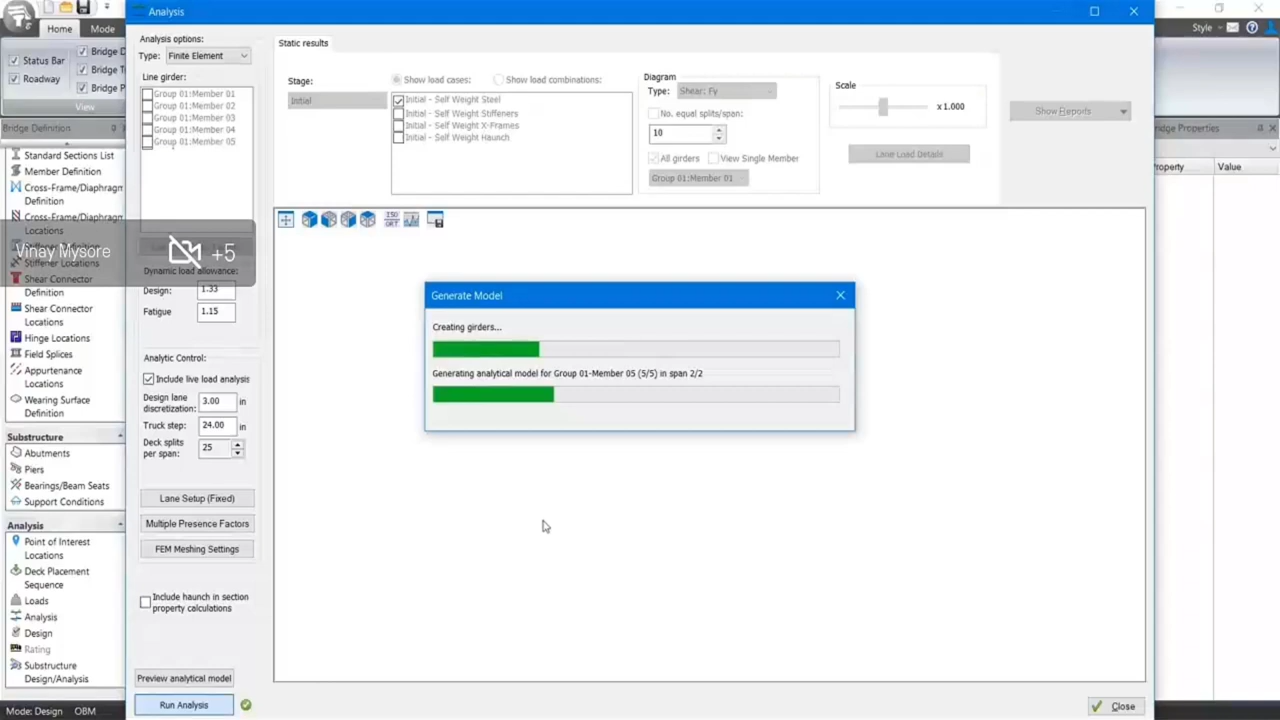 Analysis
Home
Mode
Style
Status Bar
Roadway
Bridge D
Bridge T
Bridge P
View
Bridge Definition
Standard Sections List
Member Definition
Cross-Frame/Diaphragm
Definition
Cross-Frame/Diaphragm
Locations
Stiffener Locations
Shear Connector
Definition
Shear Connector
Locations
Hinge Locations
Field Splices
Appurtenance
Locations
Wearing Surface
Definition
Substructure
Abutments
Piers
Bearings/Beam Seats
Support Conditions
Analysis
Point of Interest
Locations
Deck Placement
Sequence
Loads
Analysis
Design
Rating
Substructure
Design/Analysis
Mode: Design OBM
Vinay Mysore
+5
Analysis options:
Type: Finite Element
Line girder:
Group 01:Member 01
Group 01:Member 02
Group 01:Member 03
Group 01:Member 04
Group 01:Member 05
Dynamic load allowance:
Design: 1.33
Fatigue 1.15
Analytic Control:
Include live load analysis
Design lane
discretization: 3.00 in
Truck step: 24.00 in
Deck splits
per span: 25
Lane Setup (Fixed)
Multiple Presence Factors
FEM Meshing Settings
Include haunch in section
property calculations
Preview analytical model
Run Analysis
Static results
Stage:
Initial
Show load cases:
Show load combinations:
Initial - Self Weight Steel
Initial - Self Weight Stiffeners
Initial - Self Weight X-Frames
Initial - Self Weight Haunch
Diagram
Type: Shear: Fy
No. equal splits/span:
10
All girders
View Single Member
Group 01:Member 01
Scale
x 1.000
Lane Load Details
Show Reports
ISO
ORT
Generate Model
Creating girders...
Generating analytical model for Group 01-Member 05 (5/5) in span 2/2
Close
ridge Properties
roperty
Value